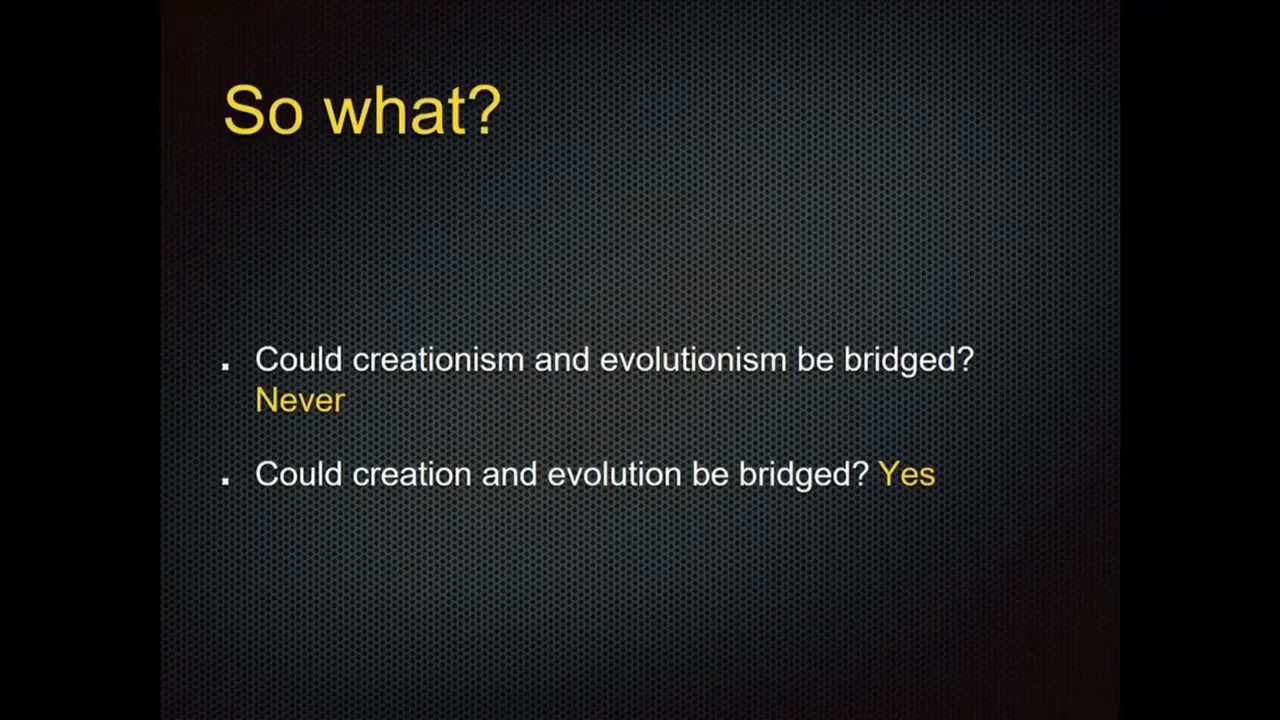 So what?
Could creationism and evolutionism be bridged?
Never
Could creation and evolution be bridged? Yes